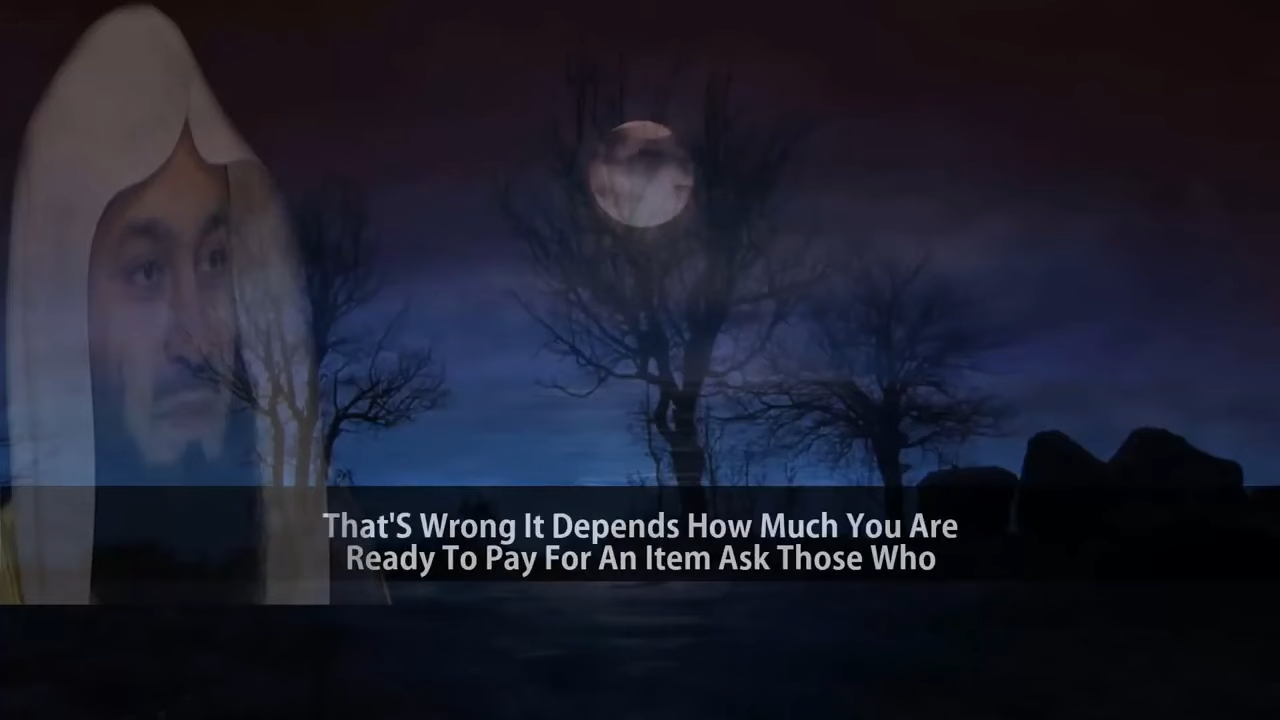 That'S Wrong It Depends How Much You Are
Ready To Pay For An Item Ask Those Who